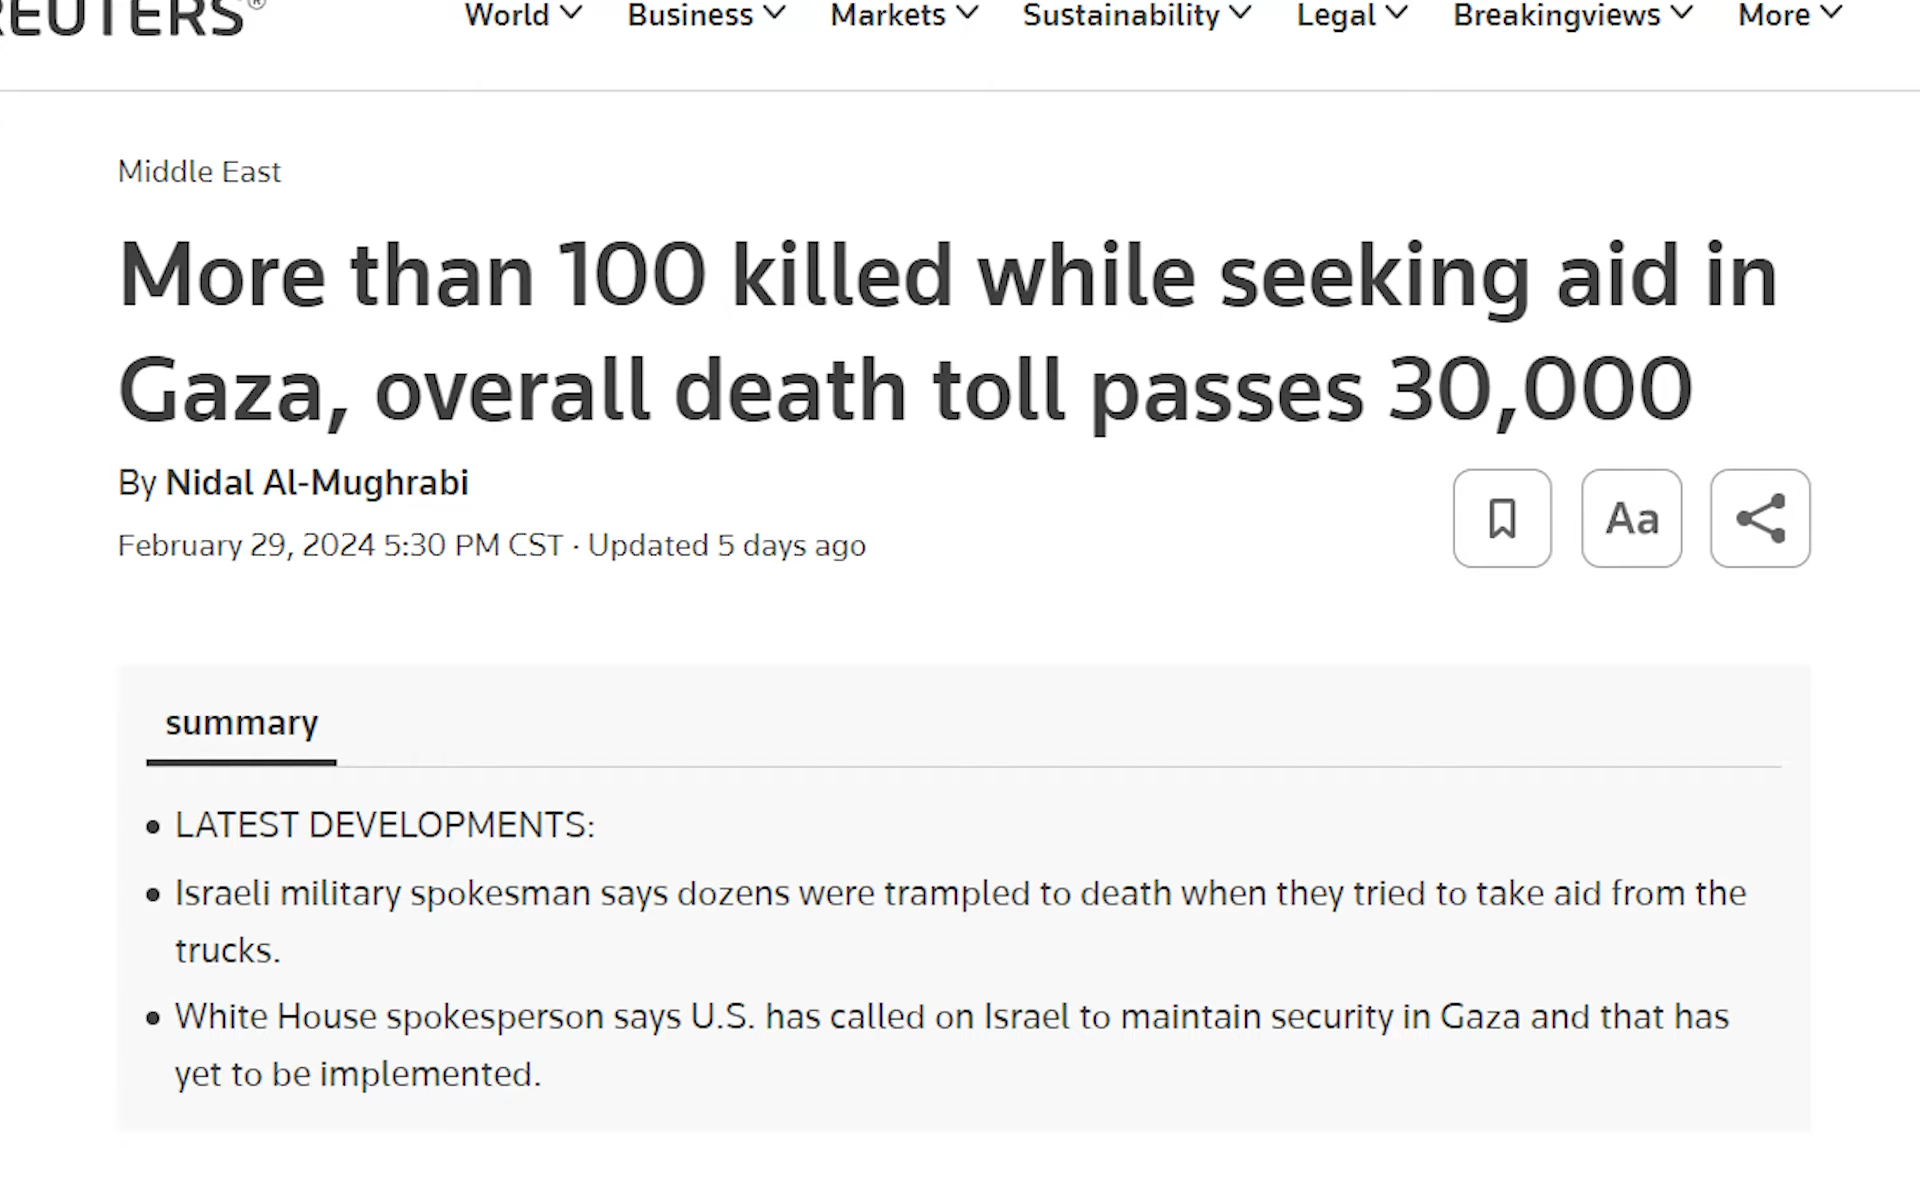 REUTERS®
World Business Markets Sustainability Legal Breakingviews More
Middle East
More than 100 killed while seeking aid in
Gaza, overall death toll passes 30,000
By Nidal Al-Mughrabi
February 29, 2024 5:30 PM CST · Updated 5 days ago
Aa
summary
• LATEST DEVELOPMENTS:
• Israeli military spokesman says dozens were trampled to death when they tried to take aid from the
trucks.
• White House spokesperson says U.S. has called on Israel to maintain security in Gaza and that has
yet to be implemented.